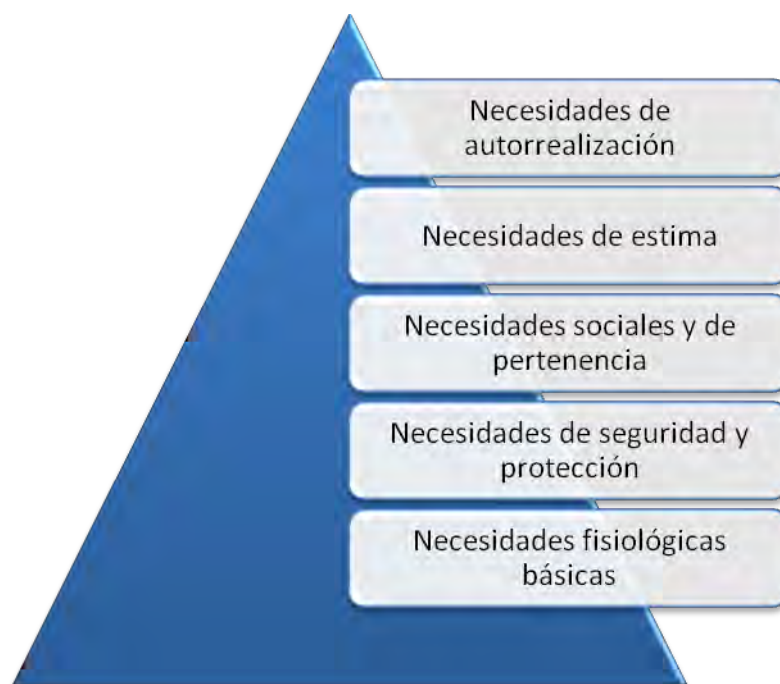 Necesidades de
autorrealización
Necesidades de estima
Necesidades sociales y de
pertenencia
Necesidades de seguridad y
protección
Necesidades fisiológicas
básicas